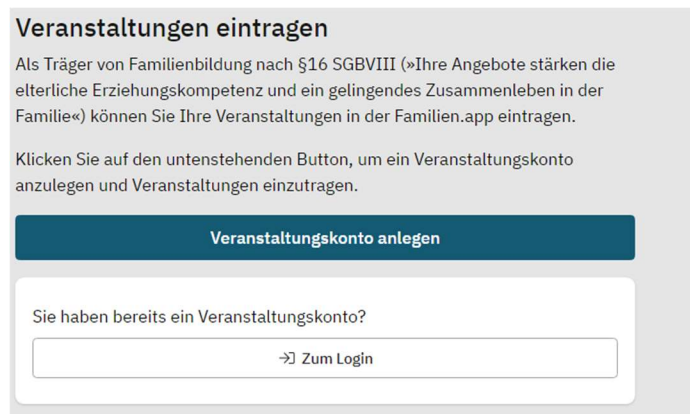 Veranstaltungen eintragen
Als Träger von Familienbildung nach §16 SGBVIII (»Ihre Angebote stärken die
elterliche Erziehungskompetenz und ein gelingendes Zusammenleben in der
Familie«) können Sie Ihre Veranstaltungen in der Familien.app eintragen.
Klicken Sie auf den untenstehenden Button, um ein Veranstaltungskonto
anzulegen und Veranstaltungen einzutragen.
Veranstaltungskonto anlegen
Sie haben bereits ein Veranstaltungskonto?
Zum Login